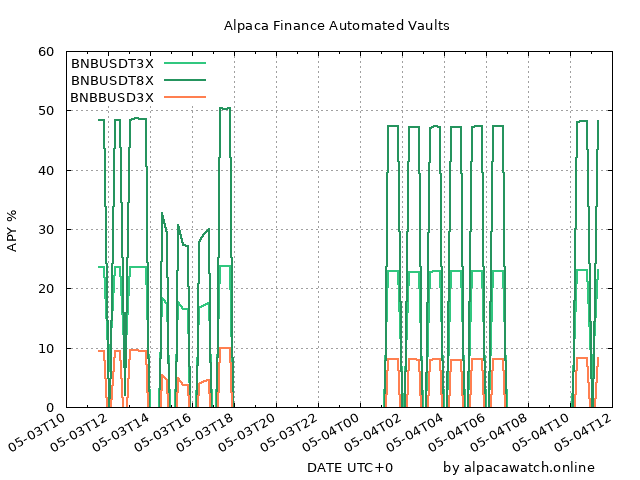 Alpaca Finance Automated Vaults
BNBUSDT3X
BNBUSDT8X
BNBBUSD3X
APY %
60
50
40
30
20
10
0
05-03T10
05-03T12
05-03T14
05-03T16
05-03T18
05-03T20
05-03T22
05-04T00
05-04T02
05-04T04
05-04T06
05-04T08
05-04T10
05-04T12
DATE UTC+0
by alpacawatch.online